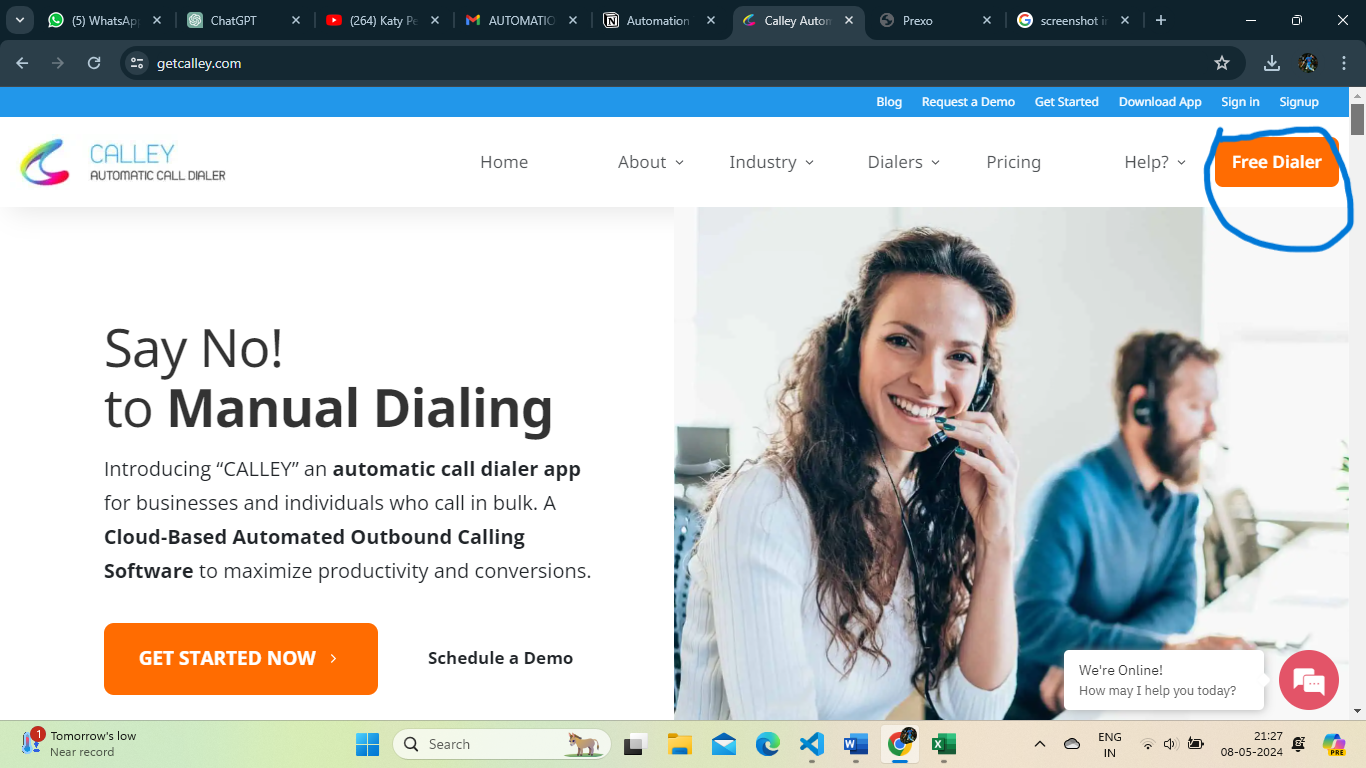 (5) WhatsApp
ChatGPT
(264) Katy Pe
AUTOMATIO
Automation
Calley Auton
Prexo
screenshot in
getcalley.com
Blog Request a Demo Get Started Download App Sign in Signup
CALLEY
AUTOMATIC CALL DIALER
Home About Industry Dialers Pricing Help? Free Dialer
Say No!
to Manual Dialing
Introducing “CALLEY” an automatic call dialer app
for businesses and individuals who call in bulk. A
Cloud-Based Automated Outbound Calling
Software to maximize productivity and conversions.
GET STARTED NOW
Schedule a Demo
We're Online!
How may I help you today?
1
Tomorrow's low
Near record
Search
ENG
IN
21:27
08-05-2024
PRE